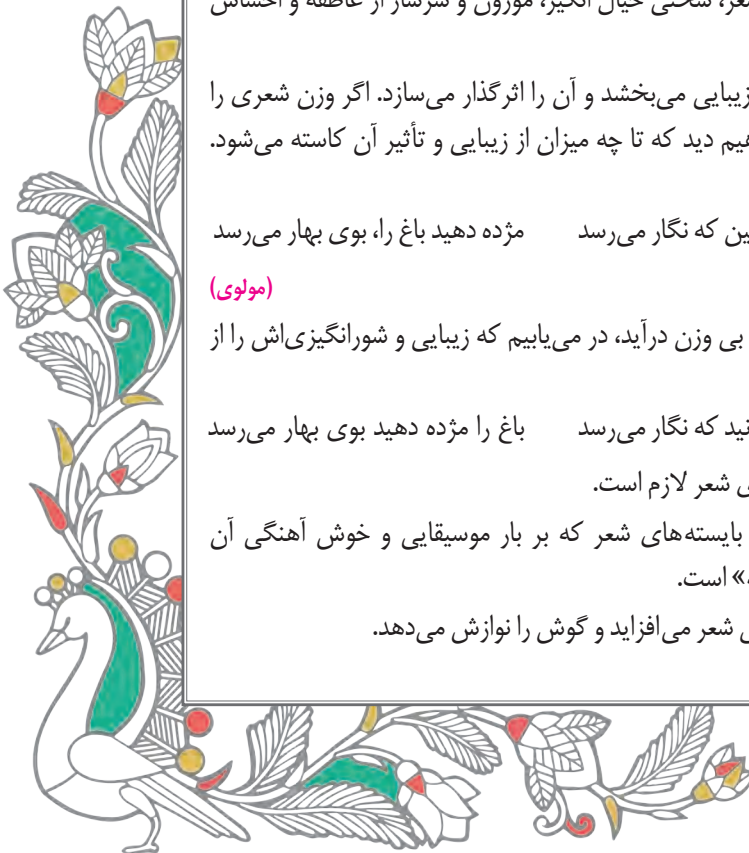 شعر، سخنی خیال انگیز، موزون و سرشار از عاطفه و احساس
زیبایی می‌بخشد و آن را اثرگذار می‌سازد. اگر وزن شعری را
دید که تا چه میزان از زیبایی و تأثیر آن کاسته می‌شود.
که نگار می‌رسد مژده دهید باغ را، بوی بهار می‌رسد
(مولوی)
بی وزن درآید، در می‌یابیم که زیبایی و شورانگیزی‌اش را از
که نگار می‌رسد باغ را مژده دهید بوی بهار می‌رسد
شعر لازم است.
بایسته‌های شعر که بر بار موسیقایی و خوش آهنگی آن
» است.
شعر می‌افزاید و گوش را نوازش می‌دهد.